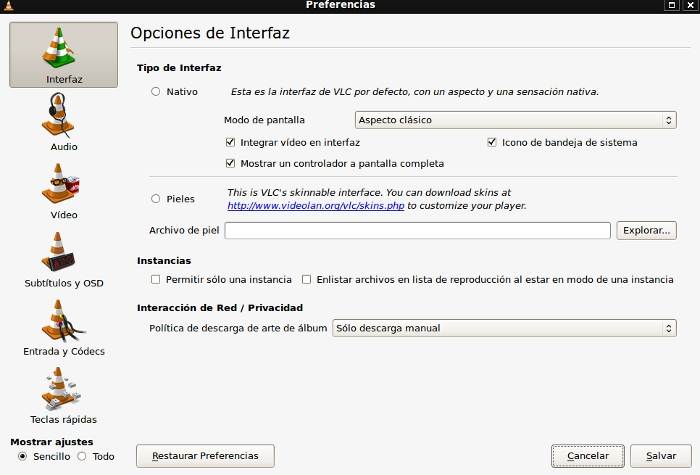 Preferencias
Opciones de Interfaz
Interfaz
Audio
Vídeo
Subtítulos y OSD
Entrada y Códecs
Teclas rápidas
Tipo de Interfaz
Nativo Esta es la interfaz de VLC por defecto, con un aspecto y una sensación nativa.
Modo de pantalla Aspecto clásico
Integrar vídeo en interfaz Icono de bandeja de sistema
Mostrar un controlador a pantalla completa
Pieles This is VLC's skinnable interface. You can download skins at
http://www.videolan.org/vlc/skins.php to customize your player.
Archivo de piel Explorar...
Instancias
Permitir sólo una instancia Enlistar archivos en lista de reproducción al estar en modo de una instancia
Interacción de Red / Privacidad
Política de descarga de arte de álbum Sólo descarga manual
Mostrar ajustes
Sencillo Todo
Restaurar Preferencias Cancelar Salvar